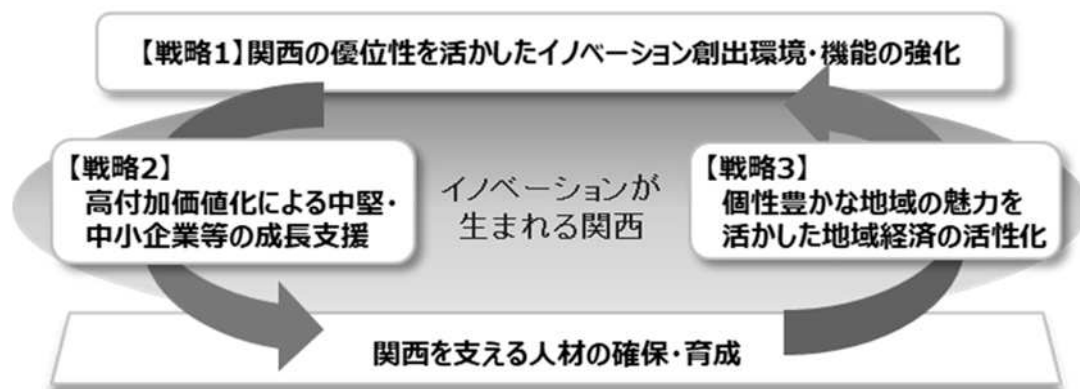 【戦略1】関西の優位性を活かしたイノベーション創出環境・機能の強化
【戦略2】
高付加価値化による中堅・
中小企業等の成長支援
イノベーションが
生まれる関西
【戦略3】
個性豊かな地域の魅力を
活かした地域経済の活性化
関西を支える人材の確保・育成